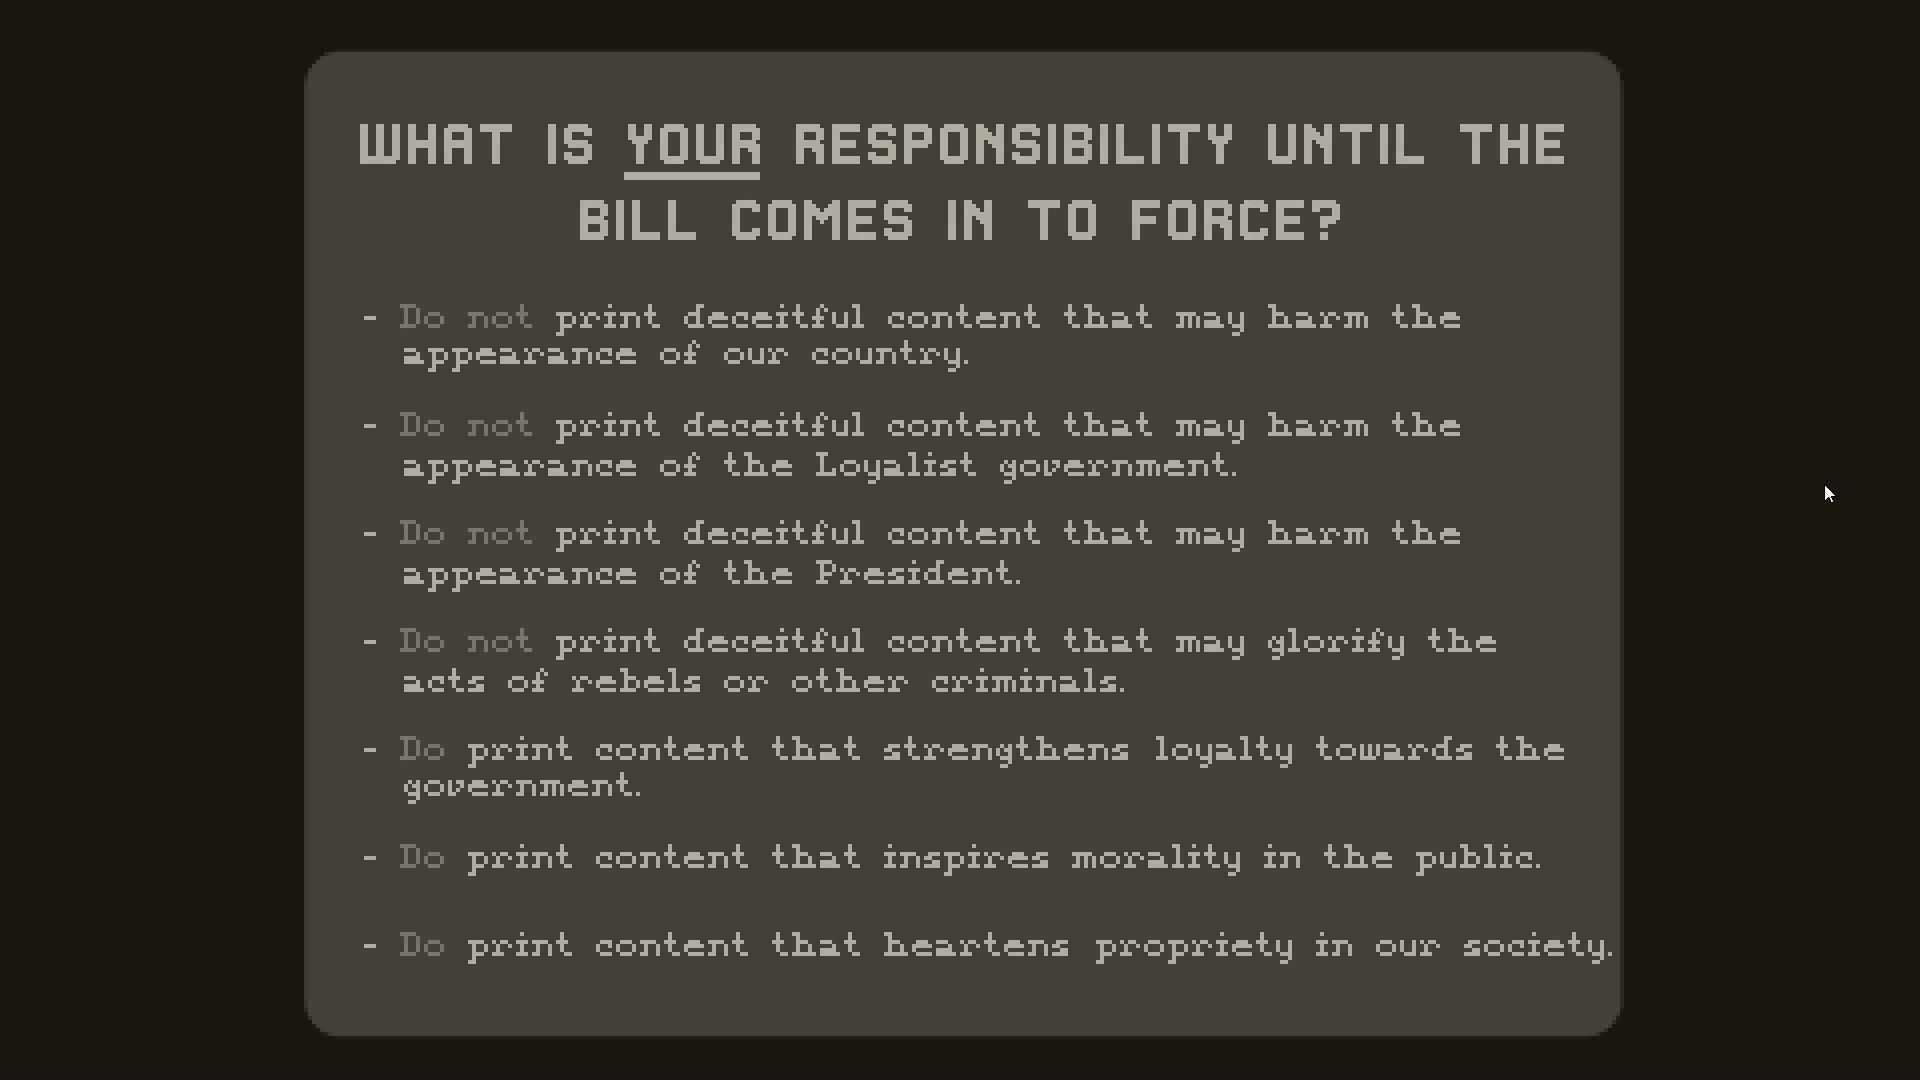 WHAT IS YOUR RESPONSIBILITY UNTIL THE
BILL COMES IN TO FORCE?
- Do not print deceitful content that may harm the
appearance of our country.
- Do not print deceitful content that may harm the
appearance of the Loyalist government.
- Do not print deceitful content that may harm the
appearance of the President.
- Do not print deceitful content that may glorify the
acts of rebels or other criminals.
- Do print content that strengthens loyalty towards the
government.
- Do print content that inspires morality in the public.
- Do print content that heartens propriety in our society.